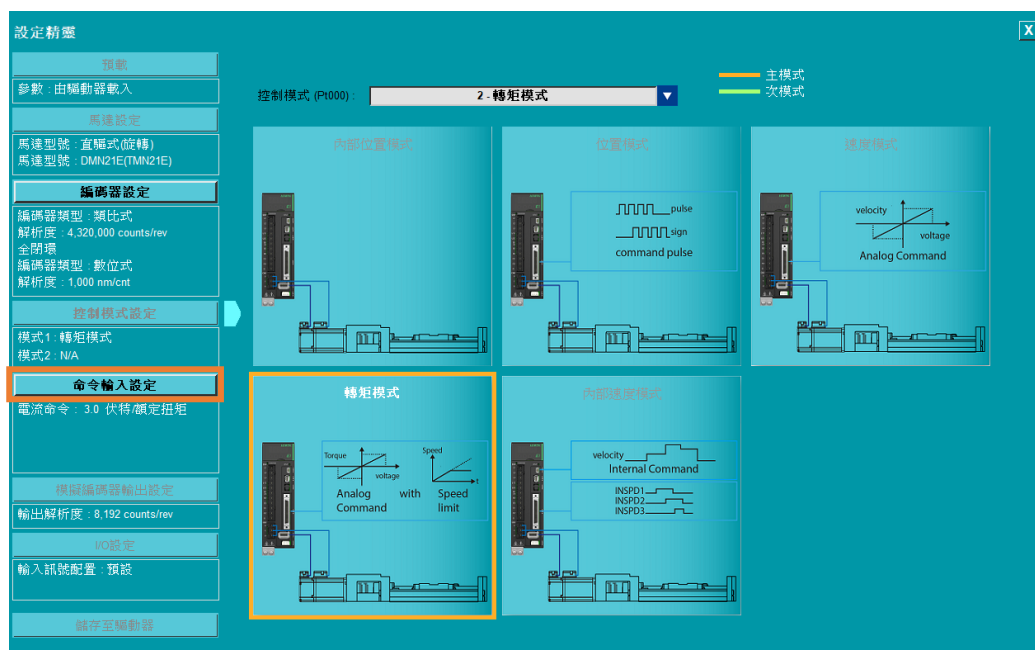 設定精靈
X
預載
參數 : 由驅動器載入
馬達設定
馬達型號 : 直驅式(旋轉)
馬達型號 : DMN21E(TMN21E)
編碼器設定
編碼器類型 : 類比式
解析度 : 4,320,000 counts/rev
全閉環
編碼器類型 : 數位式
解析度 : 1,000 nm/cnt
控制模式設定
模式1 : 轉矩模式
模式2 : N/A
命令輸入設定
電流命令 : 3.0 伏特/額定扭矩
模擬編碼器輸出設定
輸出解析度 : 8,192 counts/rev
I/O設定
輸入訊號配置 : 預設
儲存至驅動器
控制模式 (Pt000) :
2 - 轉矩模式
主模式
次模式
內部位置模式
位置模式
pulse
sign
command pulse
速度模式
velocity
voltage
Analog Command
轉矩模式
Torque
voltage
Speed
t
Analog with Speed
Command limit
內部速度模式
velocity
Internal Command
INSPD1
INSPD2
INSPD3